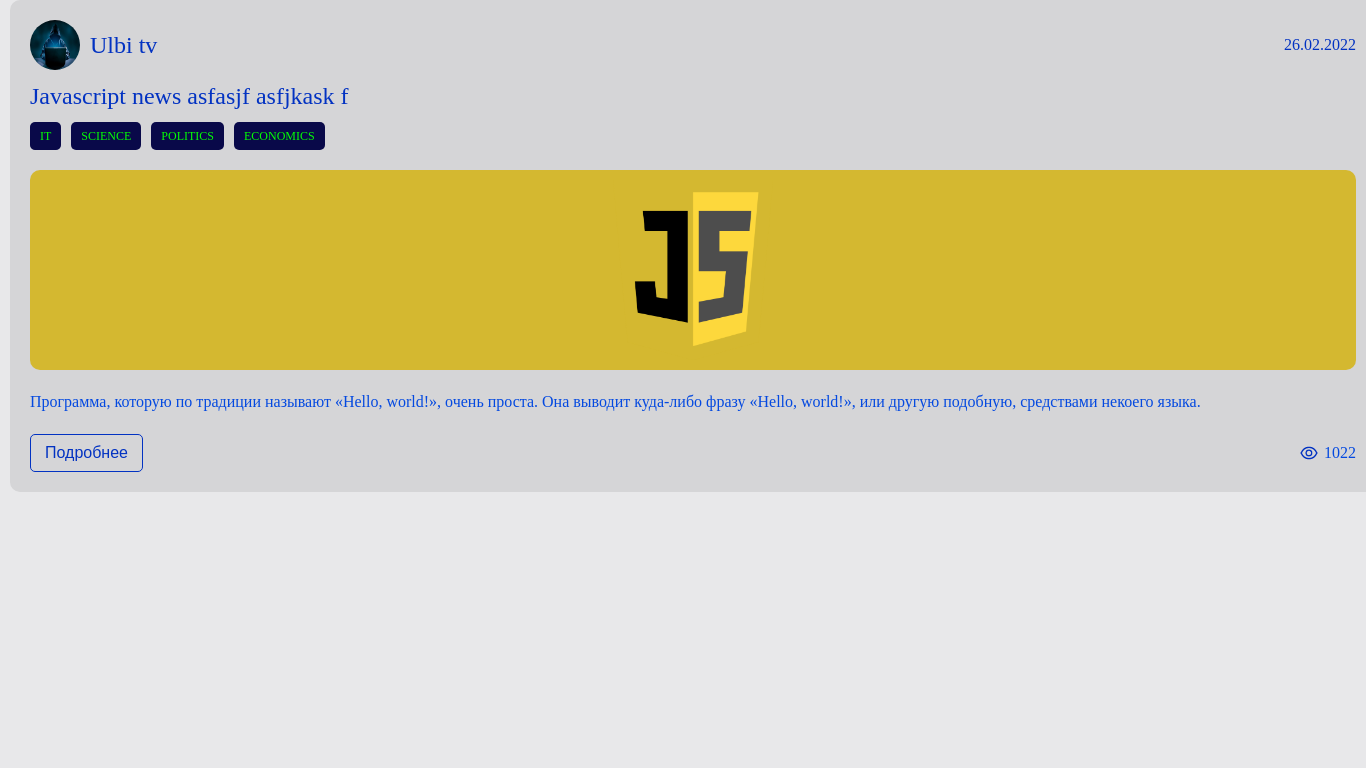 Ulbi tv
26.02.2022
Javascript news asfasjf asfjkask f
IT SCIENCE POLITICS ECONOMICS
JS
Программа, которую по традиции называют «Hello, world!», очень проста. Она выводит куда-либо фразу «Hello, world!», или другую подобную, средствами некоего языка.
Подробнее
1022